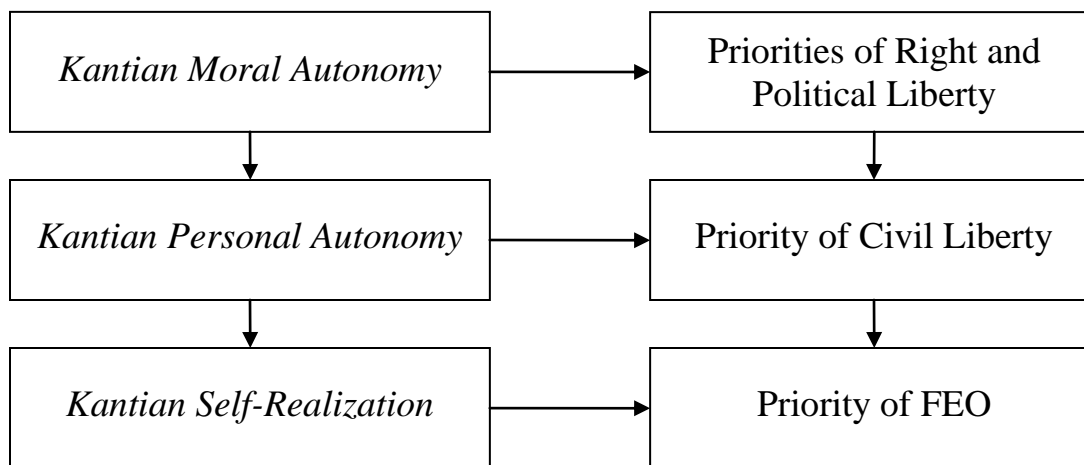 Kantian Moral Autonomy
Priorities of Right and
Political Liberty
Kantian Personal Autonomy
Priority of Civil Liberty
Kantian Self-Realization
Priority of FEO